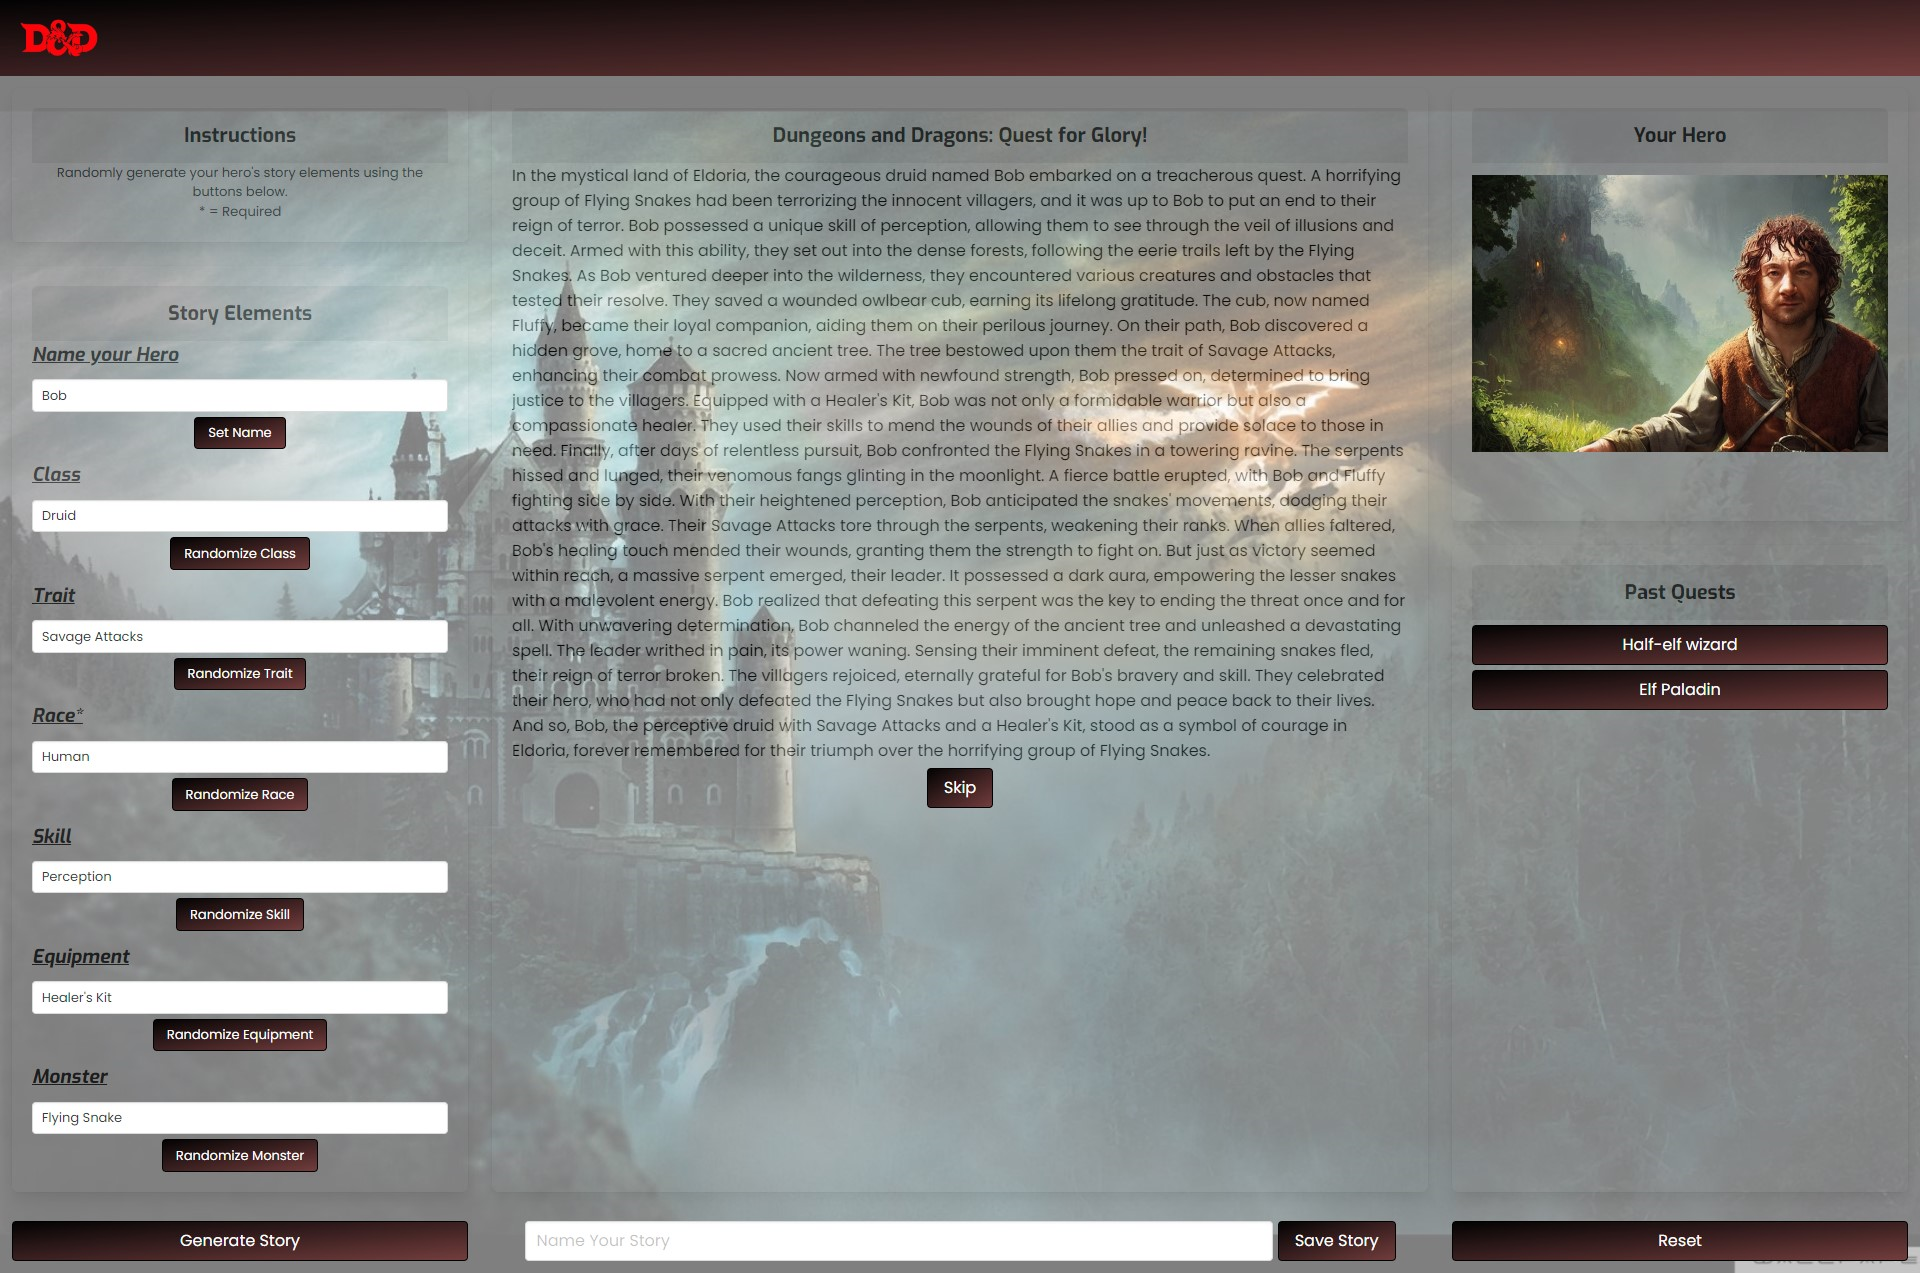 D&D
Instructions
Randomly generate your hero's story elements using the
buttons below.
* = Required
Story Elements
Name your Hero
Bob
Set Name
Class
Druid
Randomize Class
Trait
Savage Attacks
Randomize Trait
Race*
Human
Randomize Race
Skill
Perception
Randomize Skill
Equipment
Healer's Kit
Randomize Equipment
Monster
Flying Snake
Randomize Monster
Generate Story
Dungeons and Dragons: Quest for Glory!
In the mystical land of Eldoria, the courageous druid named Bob embarked on a treacherous quest. A horrifying
group of Flying Snakes had been terrorizing the innocent villagers, and it was up to Bob to put an end to their
reign of terror. Bob possessed a unique skill of perception, allowing them to see through the veil of illusions and
deceit. Armed with this ability, they set out into the dense forests, following the eerie trails left by the Flying
Snakes. As Bob ventured deeper into the wilderness, they encountered various creatures and obstacles that
tested their resolve. They saved a wounded owlbear cub, earning its lifelong gratitude. The cub, now named
Fluffy, became their loyal companion, aiding them on their perilous journey. On their path, Bob discovered a
hidden grove, home to a sacred ancient tree. The tree bestowed upon them the trait of Savage Attacks,
enhancing their combat prowess. Now armed with newfound strength, Bob pressed on, determined to bring
justice to the villagers. Equipped with a Healer's Kit, Bob was not only a formidable warrior but also a
compassionate healer. They used their skills to mend the wounds of their allies and provide solace to those in
need. Finally, after days of relentless pursuit, Bob confronted the Flying Snakes in a towering ravine. The serpents
hissed and lunged, their venomous fangs glinting in the moonlight. A fierce battle erupted, with Bob and Fluffy
fighting side by side. With their heightened perception, Bob anticipated the snakes' movements, dodging their
attacks with grace. Their Savage Attacks tore through the serpents, weakening their ranks. When allies faltered,
Bob's healing touch mended their wounds, granting them the strength to fight on. But just as victory seemed
within reach, a massive serpent emerged, their leader. It possessed a dark aura, empowering the lesser snakes
with a malevolent energy. Bob realized that defeating this serpent was the key to ending the threat once and for
all. With unwavering determination, Bob channeled the energy of the ancient tree and unleashed a devastating
spell. The leader writhed in pain, its power waning. Sensing their imminent defeat, the remaining snakes fled,
their reign of terror broken. The villagers rejoiced, eternally grateful for Bob's bravery and skill. They celebrated
their hero, who had not only defeated the Flying Snakes but also brought hope and peace back to their lives.
And so, Bob, the perceptive druid with Savage Attacks and a Healer's Kit, stood as a symbol of courage in
Eldoria, forever remembered for their triumph over the horrifying group of Flying Snakes.
Skip
Name Your Story
Save Story
Your Hero
Past Quests
Half-elf wizard
Elf Paladin
Reset